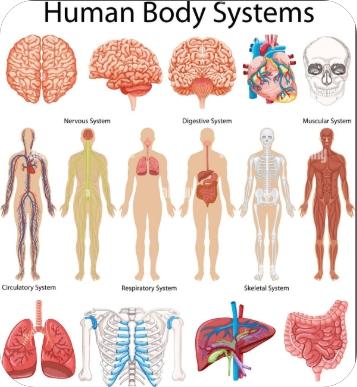 Human Body Systems
Nervous System Digestive System Muscular System
Circulatory System Respiratory System Skeletal System